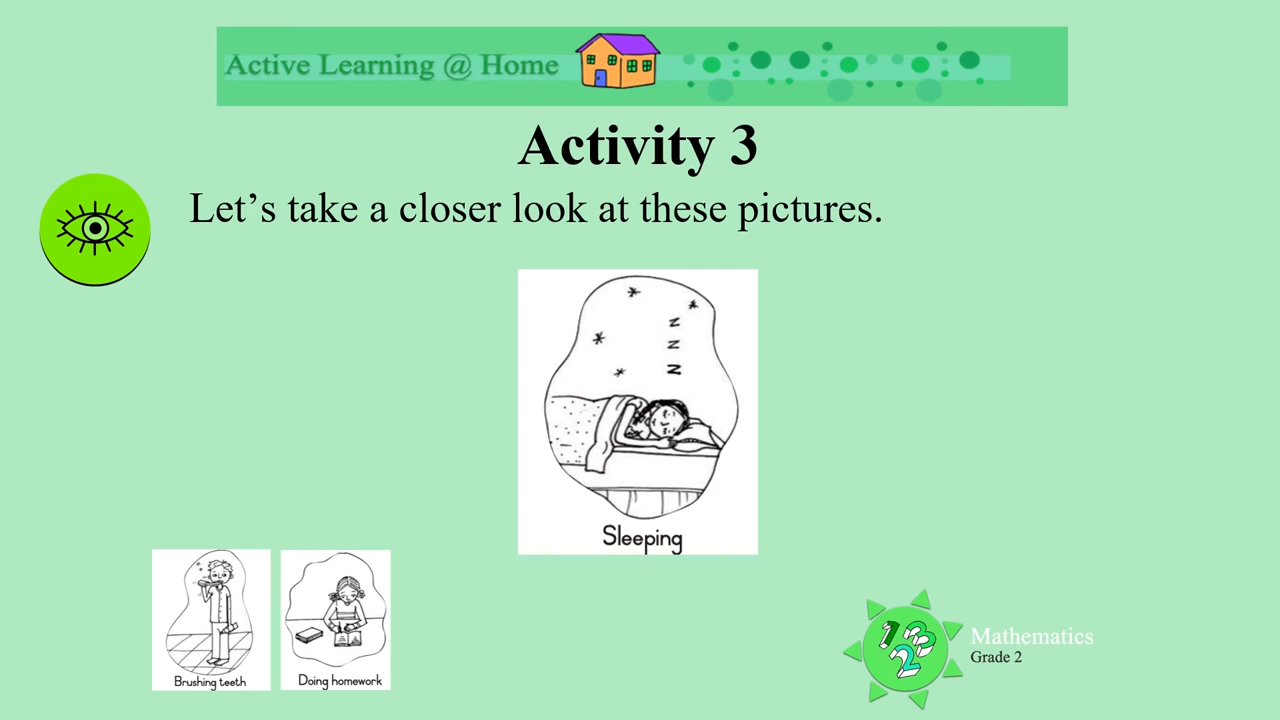 Active Learning @ Home
Activity 3
Let's take a closer look at these pictures.
z
z
z
Sleeping
Brushing teeth
Doing homework
123
Mathematics
Grade 2